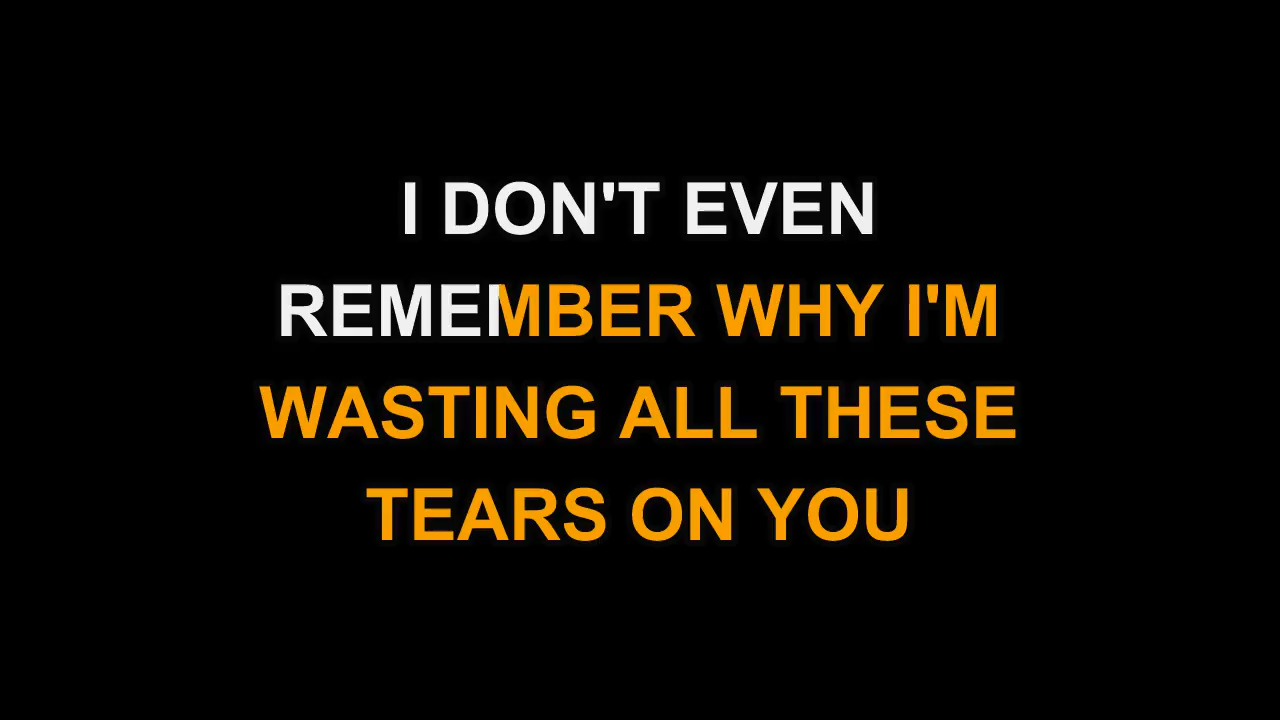 I DON'T EVEN
REMEMBER WHY I'M
WASTING ALL THESE
TEARS ON YOU